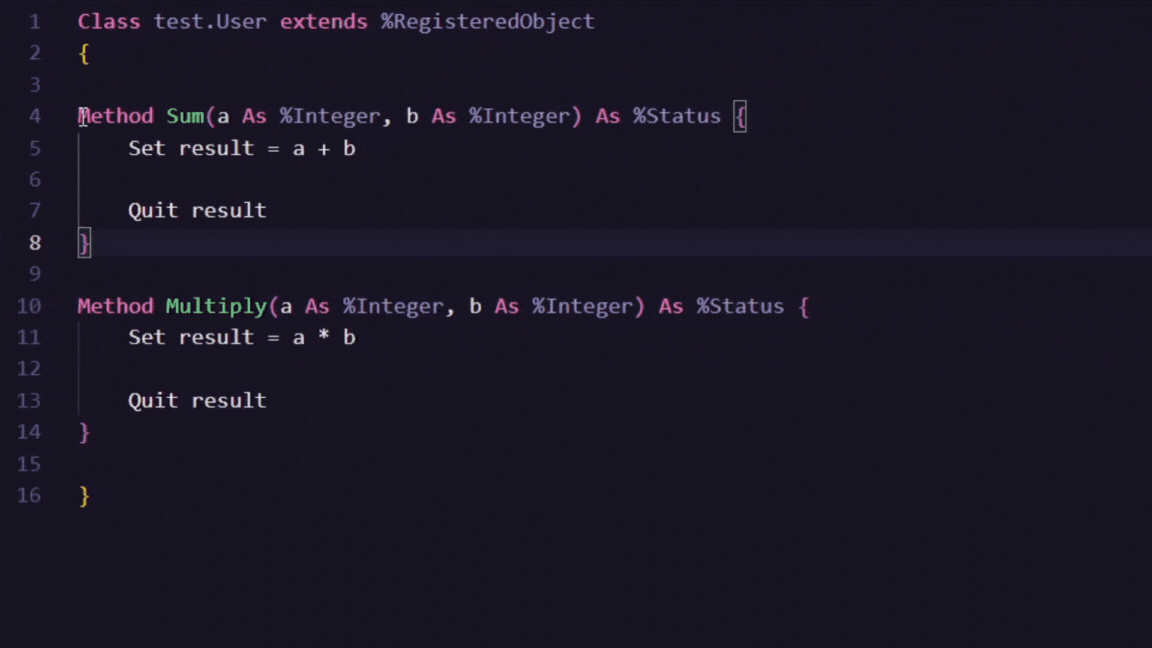 1 Class test.User extends %RegisteredObject
2 {
3
4 Method Sum(a As %Integer, b As %Integer) As %Status {
5     Set result = a + b
6
7     Quit result
8 }
9
10 Method Multiply(a As %Integer, b As %Integer) As %Status {
11     Set result = a * b
12
13     Quit result
14 }
15
16 }